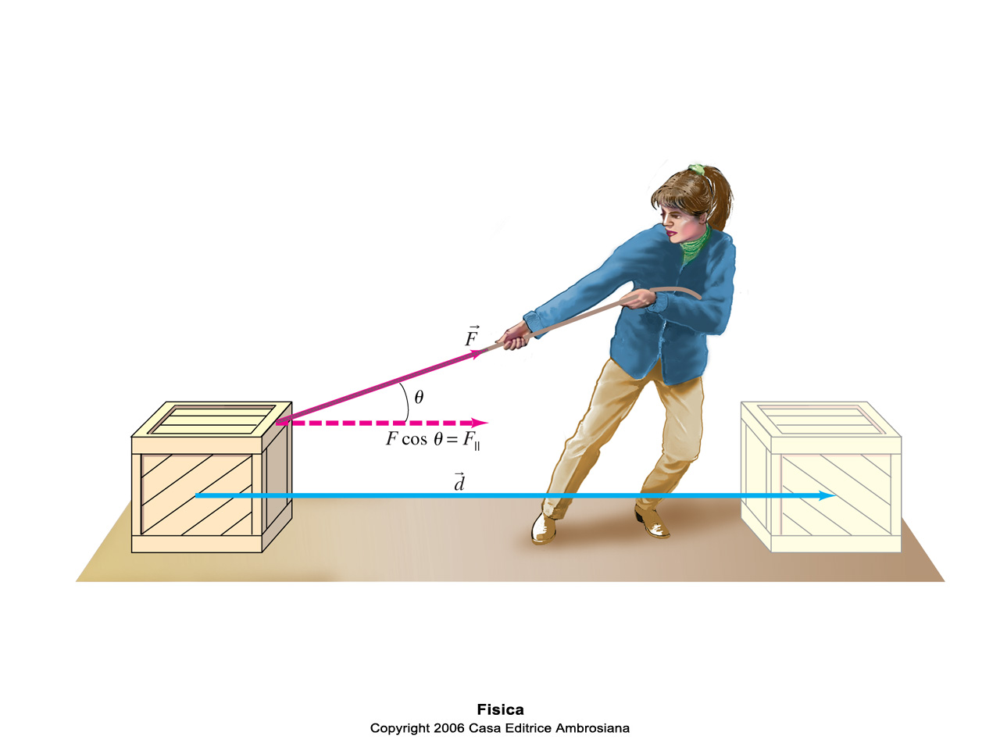 F⃗
θ
F cos θ = F||
d⃗
Fisica
Copyright 2006 Casa Editrice Ambrosiana